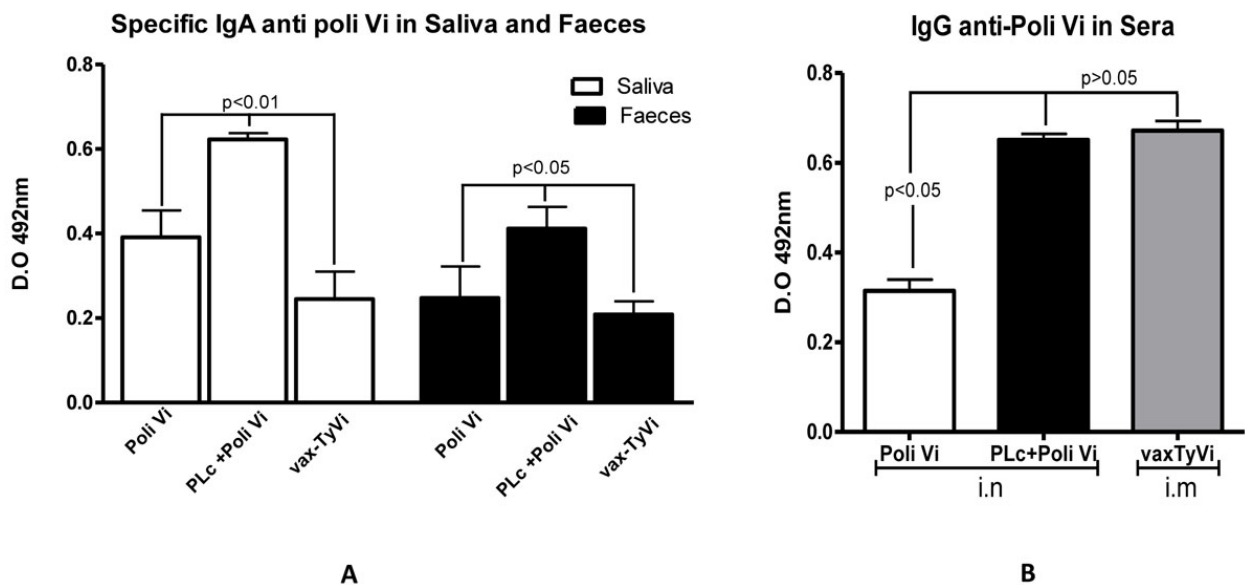 Specific IgA anti poli Vi in Saliva and Faeces
D.O 492nm
0.8
0.6
0.4
0.2
0.0
p<0.01
p<0.05
Saliva
Faeces
Poli Vi
PLc +Poli Vi
vax-TyVi
Poli Vi
PLc +Poli Vi
vax-TyVi
A
IgG anti-Poli Vi in Sera
D.O 492nm
0.8
0.6
0.4
0.2
0.0
p>0.05
p<0.05
Poli Vi
PLc+Poli Vi
vaxTyVi
i.n
i.m
B